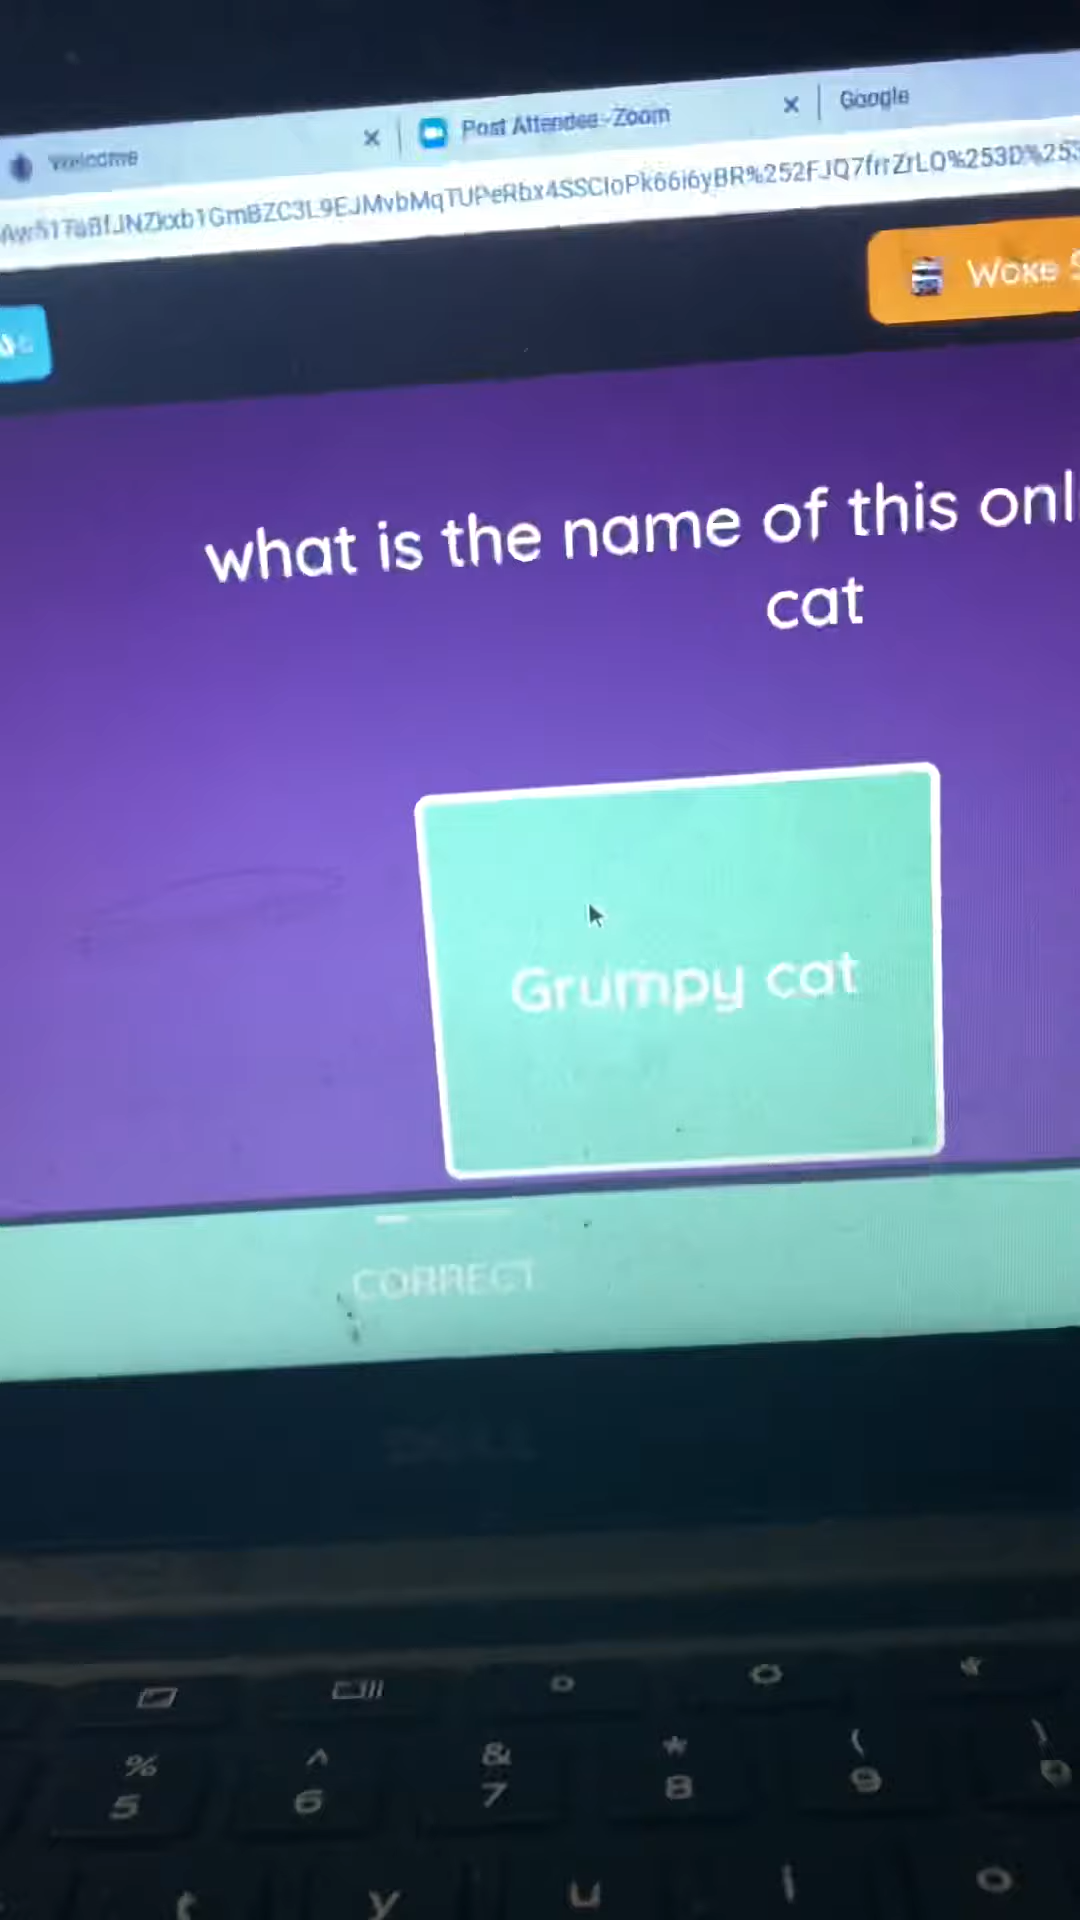 Welcome
Post Attendee - Zoom
Google
Woke
what is the name of this onl
cat
Grumpy cat
CORRECT
% ^ & * ( )
5 6 7 8 9
t y u i o